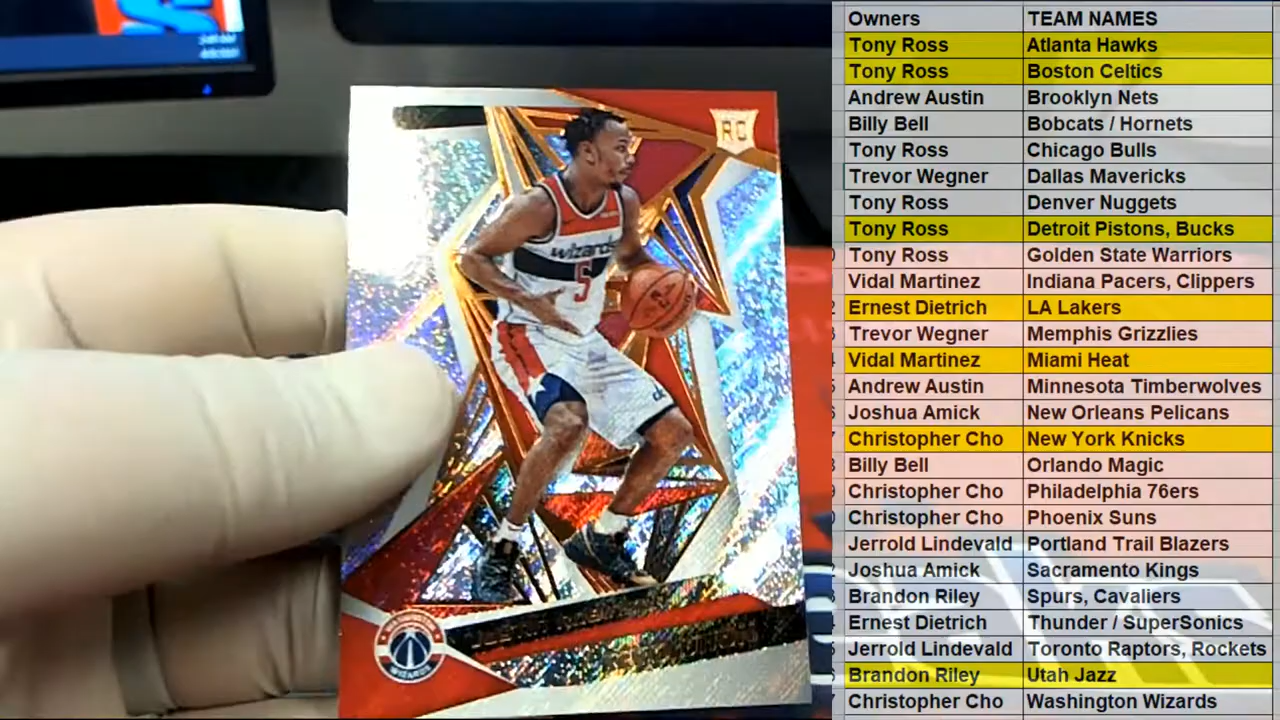 RC
wizards
5
WIZARDS
Owners TEAM NAMES
Tony Ross Atlanta Hawks
Tony Ross Boston Celtics
Andrew Austin Brooklyn Nets
Billy Bell Bobcats / Hornets
Tony Ross Chicago Bulls
Trevor Wegner Dallas Mavericks
Tony Ross Denver Nuggets
Tony Ross Detroit Pistons, Bucks
Tony Ross Golden State Warriors
Vidal Martinez Indiana Pacers, Clippers
Ernest Dietrich LA Lakers
Trevor Wegner Memphis Grizzlies
Vidal Martinez Miami Heat
Andrew Austin Minnesota Timberwolves
Joshua Amick New Orleans Pelicans
Christopher Cho New York Knicks
Billy Bell Orlando Magic
Christopher Cho Philadelphia 76ers
Christopher Cho Phoenix Suns
Jerrold Lindevald Portland Trail Blazers
Joshua Amick Sacramento Kings
Brandon Riley Spurs, Cavaliers
Ernest Dietrich Thunder / SuperSonics
Jerrold Lindevald Toronto Raptors, Rockets
Brandon Riley Utah Jazz
Christopher Cho Washington Wizards